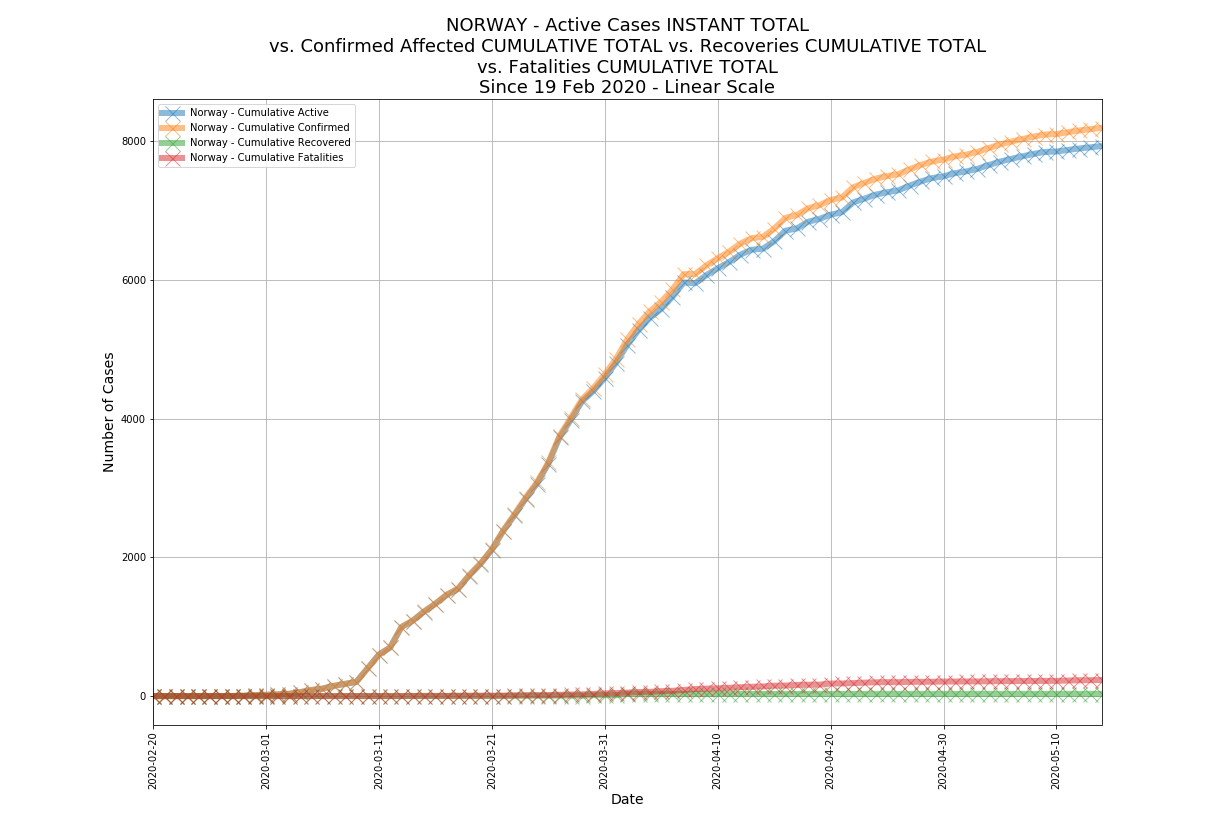 NORWAY - Active Cases INSTANT TOTAL
vs. Confirmed Affected CUMULATIVE TOTAL vs. Recoveries CUMULATIVE TOTAL
vs. Fatalities CUMULATIVE TOTAL
Since 19 Feb 2020 - Linear Scale
Norway - Cumulative Active
Norway - Cumulative Confirmed
Norway - Cumulative Recovered
Norway - Cumulative Fatalities
8000
6000
4000
2000
0
Number of Cases
2020-02-20
2020-03-01
2020-03-11
2020-03-21
2020-03-31
2020-04-10
2020-04-20
2020-04-30
2020-05-10
Date